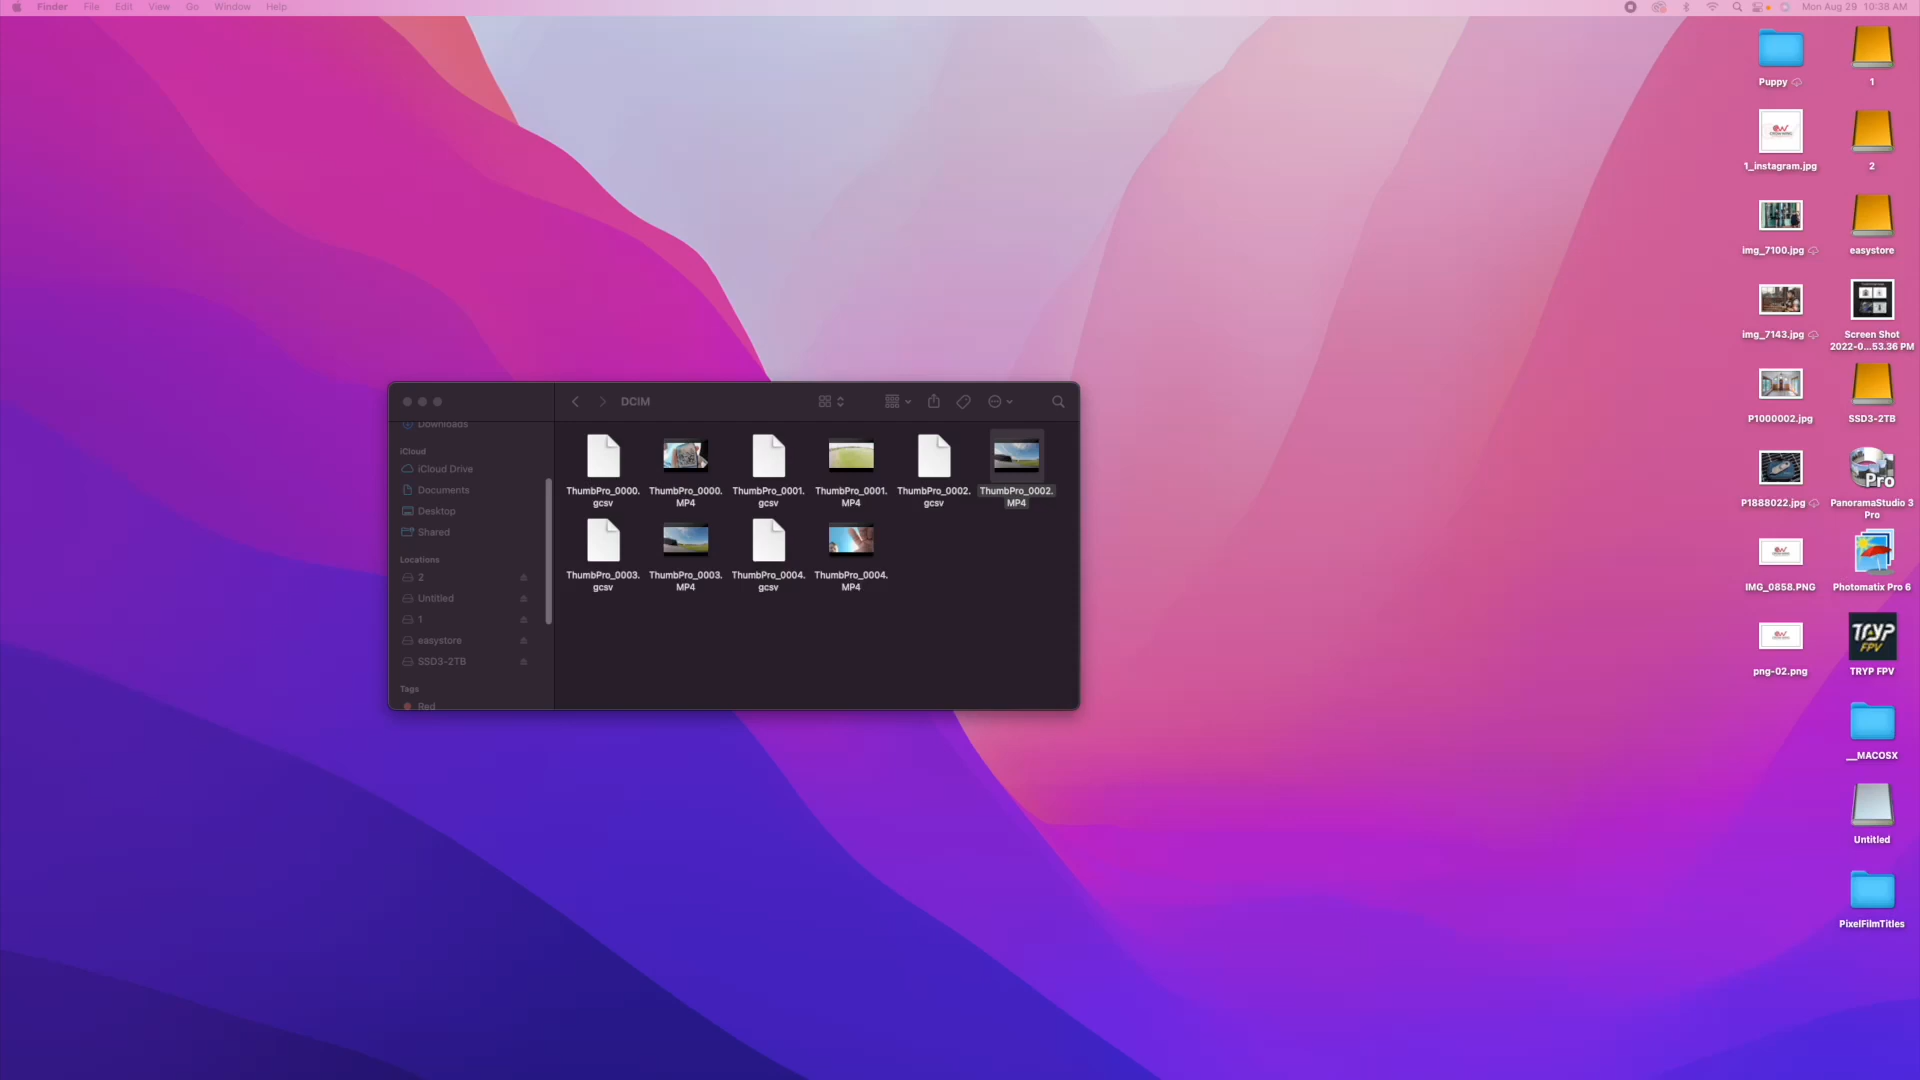 Finder File Edit View Go Window Help
Mon Aug 29 10:38 AM
DCIM
Downloads
iCloud
iCloud Drive
Documents
Desktop
Shared
Locations
2
Untitled
1
easystore
SSD3-2TB
Tags
Red
ThumbPro_0000.
gcsv
ThumbPro_0000.
MP4
ThumbPro_0001.
gcsv
ThumbPro_0001.
MP4
ThumbPro_0002.
gcsv
ThumbPro_0002.
MP4
ThumbPro_0003.
gcsv
ThumbPro_0003.
MP4
ThumbPro_0004.
gcsv
ThumbPro_0004.
MP4
Puppy
1
1_instagram.jpg
2
img_7100.jpg
easystore
img_7143.jpg
Screen Shot
2022-0...53.36 PM
P1000002.jpg
SSD3-2TB
P1888022.jpg
Pro
PanoramaStudio 3
Pro
IMG_0858.PNG
Photomatix Pro 6
png-02.png
TRYP
FPV
TRYP FPV
__MACOSX
Untitled
PixelFilmTitles